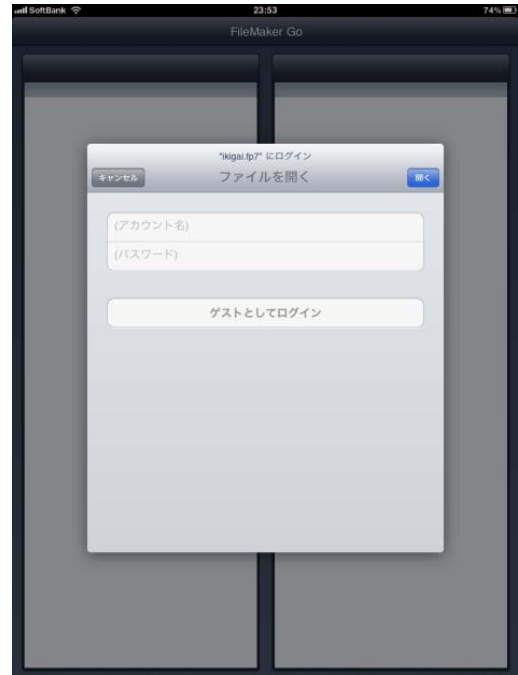 SoftBank 23:53 74%
FileMaker Go
"ikigai.fp7" にログイン
キャンセル ファイルを開く 開く
(アカウント名)
(パスワード)
ゲストとしてログイン